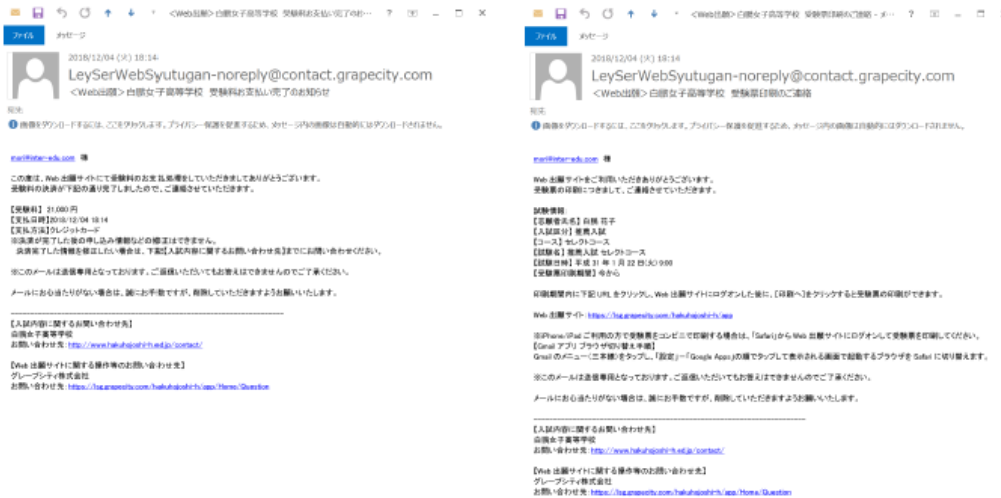 <Web出願>白鵬女子高等学校 受験料お支払い完了のお…
ファイル
メッセージ
2018/12/04 (火) 18:14
LeySerWebSyutugan-noreply@contact.grapecity.com
<Web出願>白鵬女子高等学校 受験料お支払い完了のお知らせ
宛先
画像をダウンロードするには、ここをクリックします。プライバシー保護を促進するため、メッセージ内の画像は自動的にはダウンロードされません。
mari@inter-edu.com 様
この度は、Web 出願サイトにて受験料のお支払処理をしていただきましてありがとうございます。
受験料の決済が下記の通り完了しましたので、ご連絡させていただきます。
【受験料】 21,000 円
【支払日時】2018/12/04 18:14
【支払方法】クレジットカード
※決済が完了した後の申し込み情報などの修正はできません。
決済完了した情報を修正したい場合は、下記【入試内容に関するお問い合わせ先】までにお問い合わせください。
※このメールは送信専用となっております。ご返信いただいてもお答えはできませんのでご了承ください。
メールにお心当たりがない場合は、誠にお手数ですが、削除していただきますようお願いいたします。
【入試内容に関するお問い合わせ先】
白鵬女子高等学校
お問い合わせ先: http://www.hakuhojoshi-h.ed.jp/contact/
【Web 出願サイトに関する操作等のお問い合わせ先】
グレープシティ株式会社
お問い合わせ先: https://lsg.grapecity.com/hakuhojoshi-h/app/Home/Question
<Web出願>白鵬女子高等学校 受験票印刷のご連絡 - メ…
ファイル
メッセージ
2018/12/04 (火) 18:14
LeySerWebSyutugan-noreply@contact.grapecity.com
<Web出願>白鵬女子高等学校 受験票印刷のご連絡
宛先
画像をダウンロードするには、ここをクリックします。プライバシー保護を促進するため、メッセージ内の画像は自動的にはダウンロードされません。
mari@inter-edu.com 様
Web 出願サイトをご利用いただきありがとうございます。
受験票の印刷につきまして、ご連絡させていただきます。
試験情報:
【志願者氏名】 白鵬 花子
【入試区分】 推薦入試
【コース】 セレクトコース
【試験名】 推薦入試 セレクトコース
【試験日時】 平成 31 年 1 月 22 日(火) 9:00
【受験票印刷期間】 今から
印刷期間内に下記 URL をクリックし、Web 出願サイトにログオンした後に、[印刷へ]をクリックすると受験票の印刷ができます。
Web 出願サイト: https://lsg.grapecity.com/hakuhojoshi-h/app
※iPhone/iPad ご利用の方で受験票をコンビニで印刷する場合は、「Safari」から Web 出願サイトにログオンして受験票を印刷してください。
【Gmail アプリ ブラウザ切り替え手順】
Gmail のメニュー(三本線)をタップし、「設定」-「Google Apps」の順でタップして表示される画面で起動するブラウザを Safari に切り替えます。
※このメールは送信専用となっております。ご返信いただいてもお答えはできませんのでご了承ください。
メールにお心当たりがない場合は、誠にお手数ですが、削除していただきますようお願いいたします。
【入試内容に関するお問い合わせ先】
白鵬女子高等学校
お問い合わせ先: http://www.hakuhojoshi-h.ed.jp/contact/
【Web 出願サイトに関する操作等のお問い合わせ先】
グレープシティ株式会社
お問い合わせ先: https://lsg.grapecity.com/hakuhojoshi-h/app/Home/Question